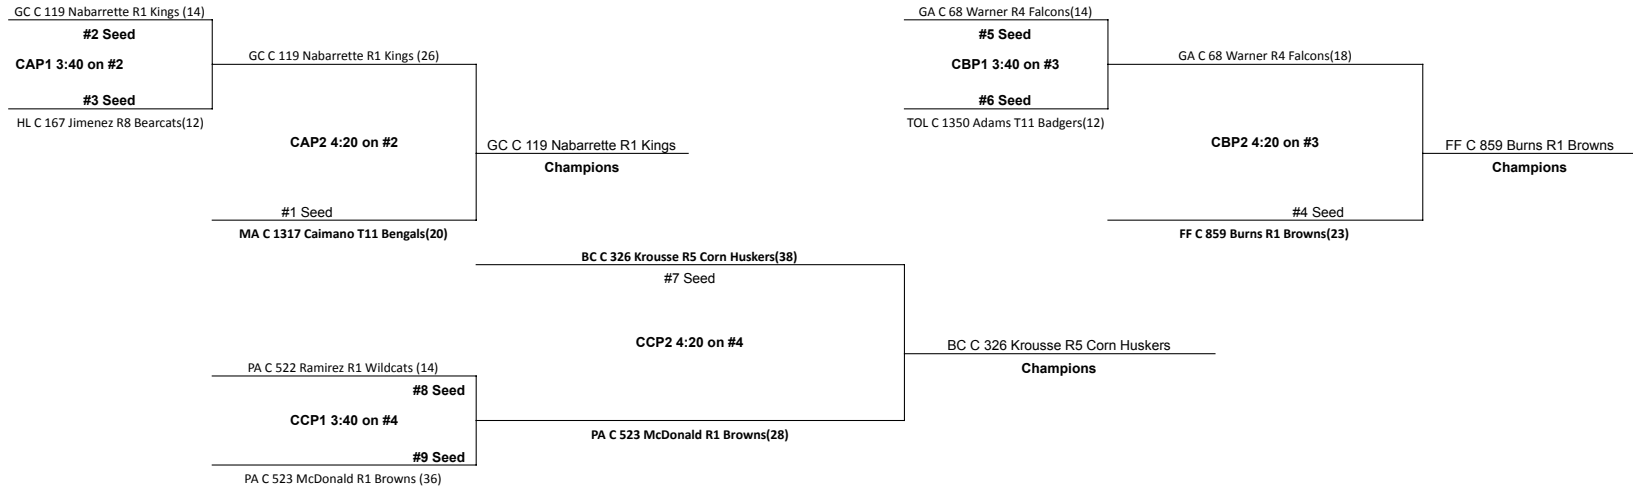 GC C 119 Nabarrette R1 Kings (14)
#2 Seed
CAP1 3:40 on #2
#3 Seed
HL C 167 Jimenez R8 Bearcats(12)
GC C 119 Nabarrette R1 Kings (26)
CAP2 4:20 on #2
#1 Seed
MA C 1317 Caimano T11 Bengals(20)
GC C 119 Nabarrette R1 Kings
Champions
GA C 68 Warner R4 Falcons(14)
#5 Seed
CBP1 3:40 on #3
#6 Seed
TOL C 1350 Adams T11 Badgers(12)
GA C 68 Warner R4 Falcons(18)
CBP2 4:20 on #3
#4 Seed
FF C 859 Burns R1 Browns(23)
FF C 859 Burns R1 Browns
Champions
BC C 326 Krousse R5 Corn Huskers(38)
#7 Seed
CCP2 4:20 on #4
PA C 522 Ramirez R1 Wildcats (14)
#8 Seed
CCP1 3:40 on #4
#9 Seed
PA C 523 McDonald R1 Browns (36)
PA C 523 McDonald R1 Browns(28)
BC C 326 Krousse R5 Corn Huskers
Champions